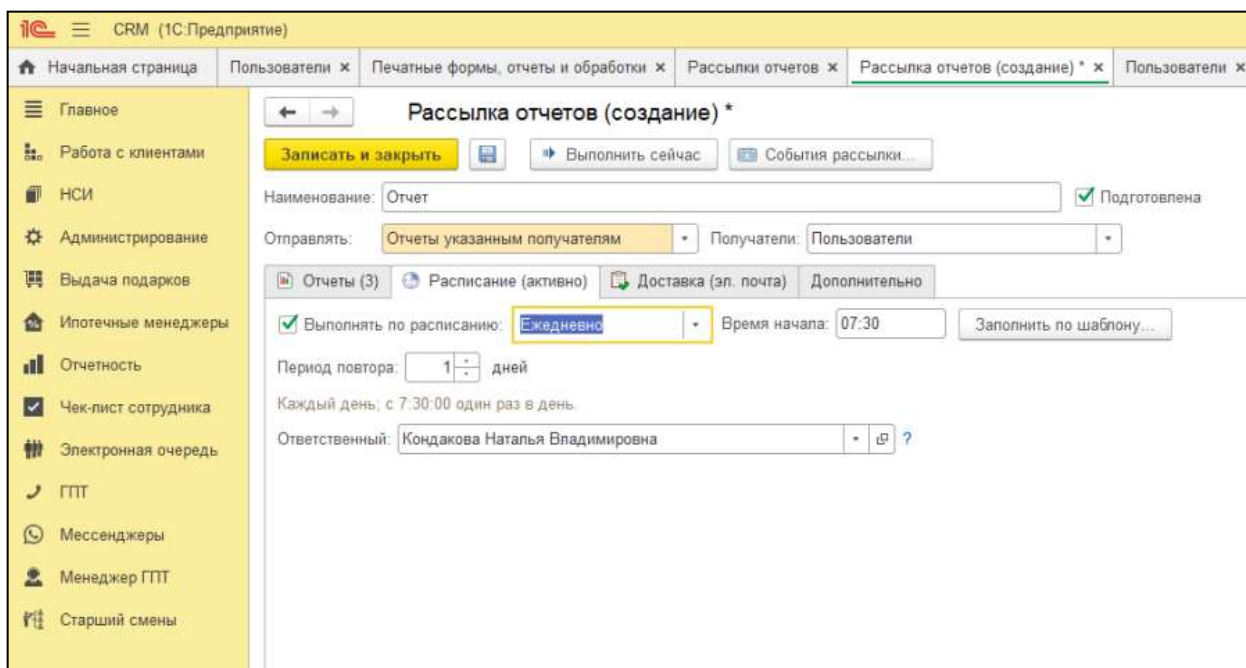 1С CRM (1С:Предприятие)
Начальная страница Пользователи × Печатные формы, отчеты и обработки × Рассылки отчетов × Рассылка отчетов (создание) * × Пользователи ×
Главное
Работа с клиентами
НСИ
Администрирование
Выдача подарков
Ипотечные менеджеры
Отчетность
Чек-лист сотрудника
Электронная очередь
ГПТ
Мессенджеры
Менеджер ГПТ
Старший смены
Рассылка отчетов (создание) *
Записать и закрыть Выполнить сейчас События рассылки...
Наименование: Отчет Подготовлена
Отправлять: Отчеты указанным получателям Получатели: Пользователи
Отчеты (3) Расписание (активно) Доставка (эл. почта) Дополнительно
Выполнять по расписанию: Ежедневно Время начала: 07:30 Заполнить по шаблону...
Период повтора: 1 дней
Каждый день; с 7:30:00 один раз в день.
Ответственный: Кондакова Наталья Владимировна ?